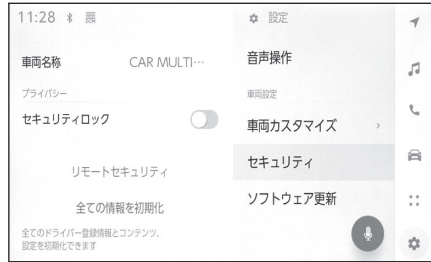 11:28
車両名称 CAR MULTI…
プライバシー
セキュリティロック
リモートセキュリティ
全ての情報を初期化
全てのドライバー登録情報とコンテンツ、
設定を初期化できます
設定
音声操作
車両設定
車両カスタマイズ
セキュリティ
ソフトウェア更新